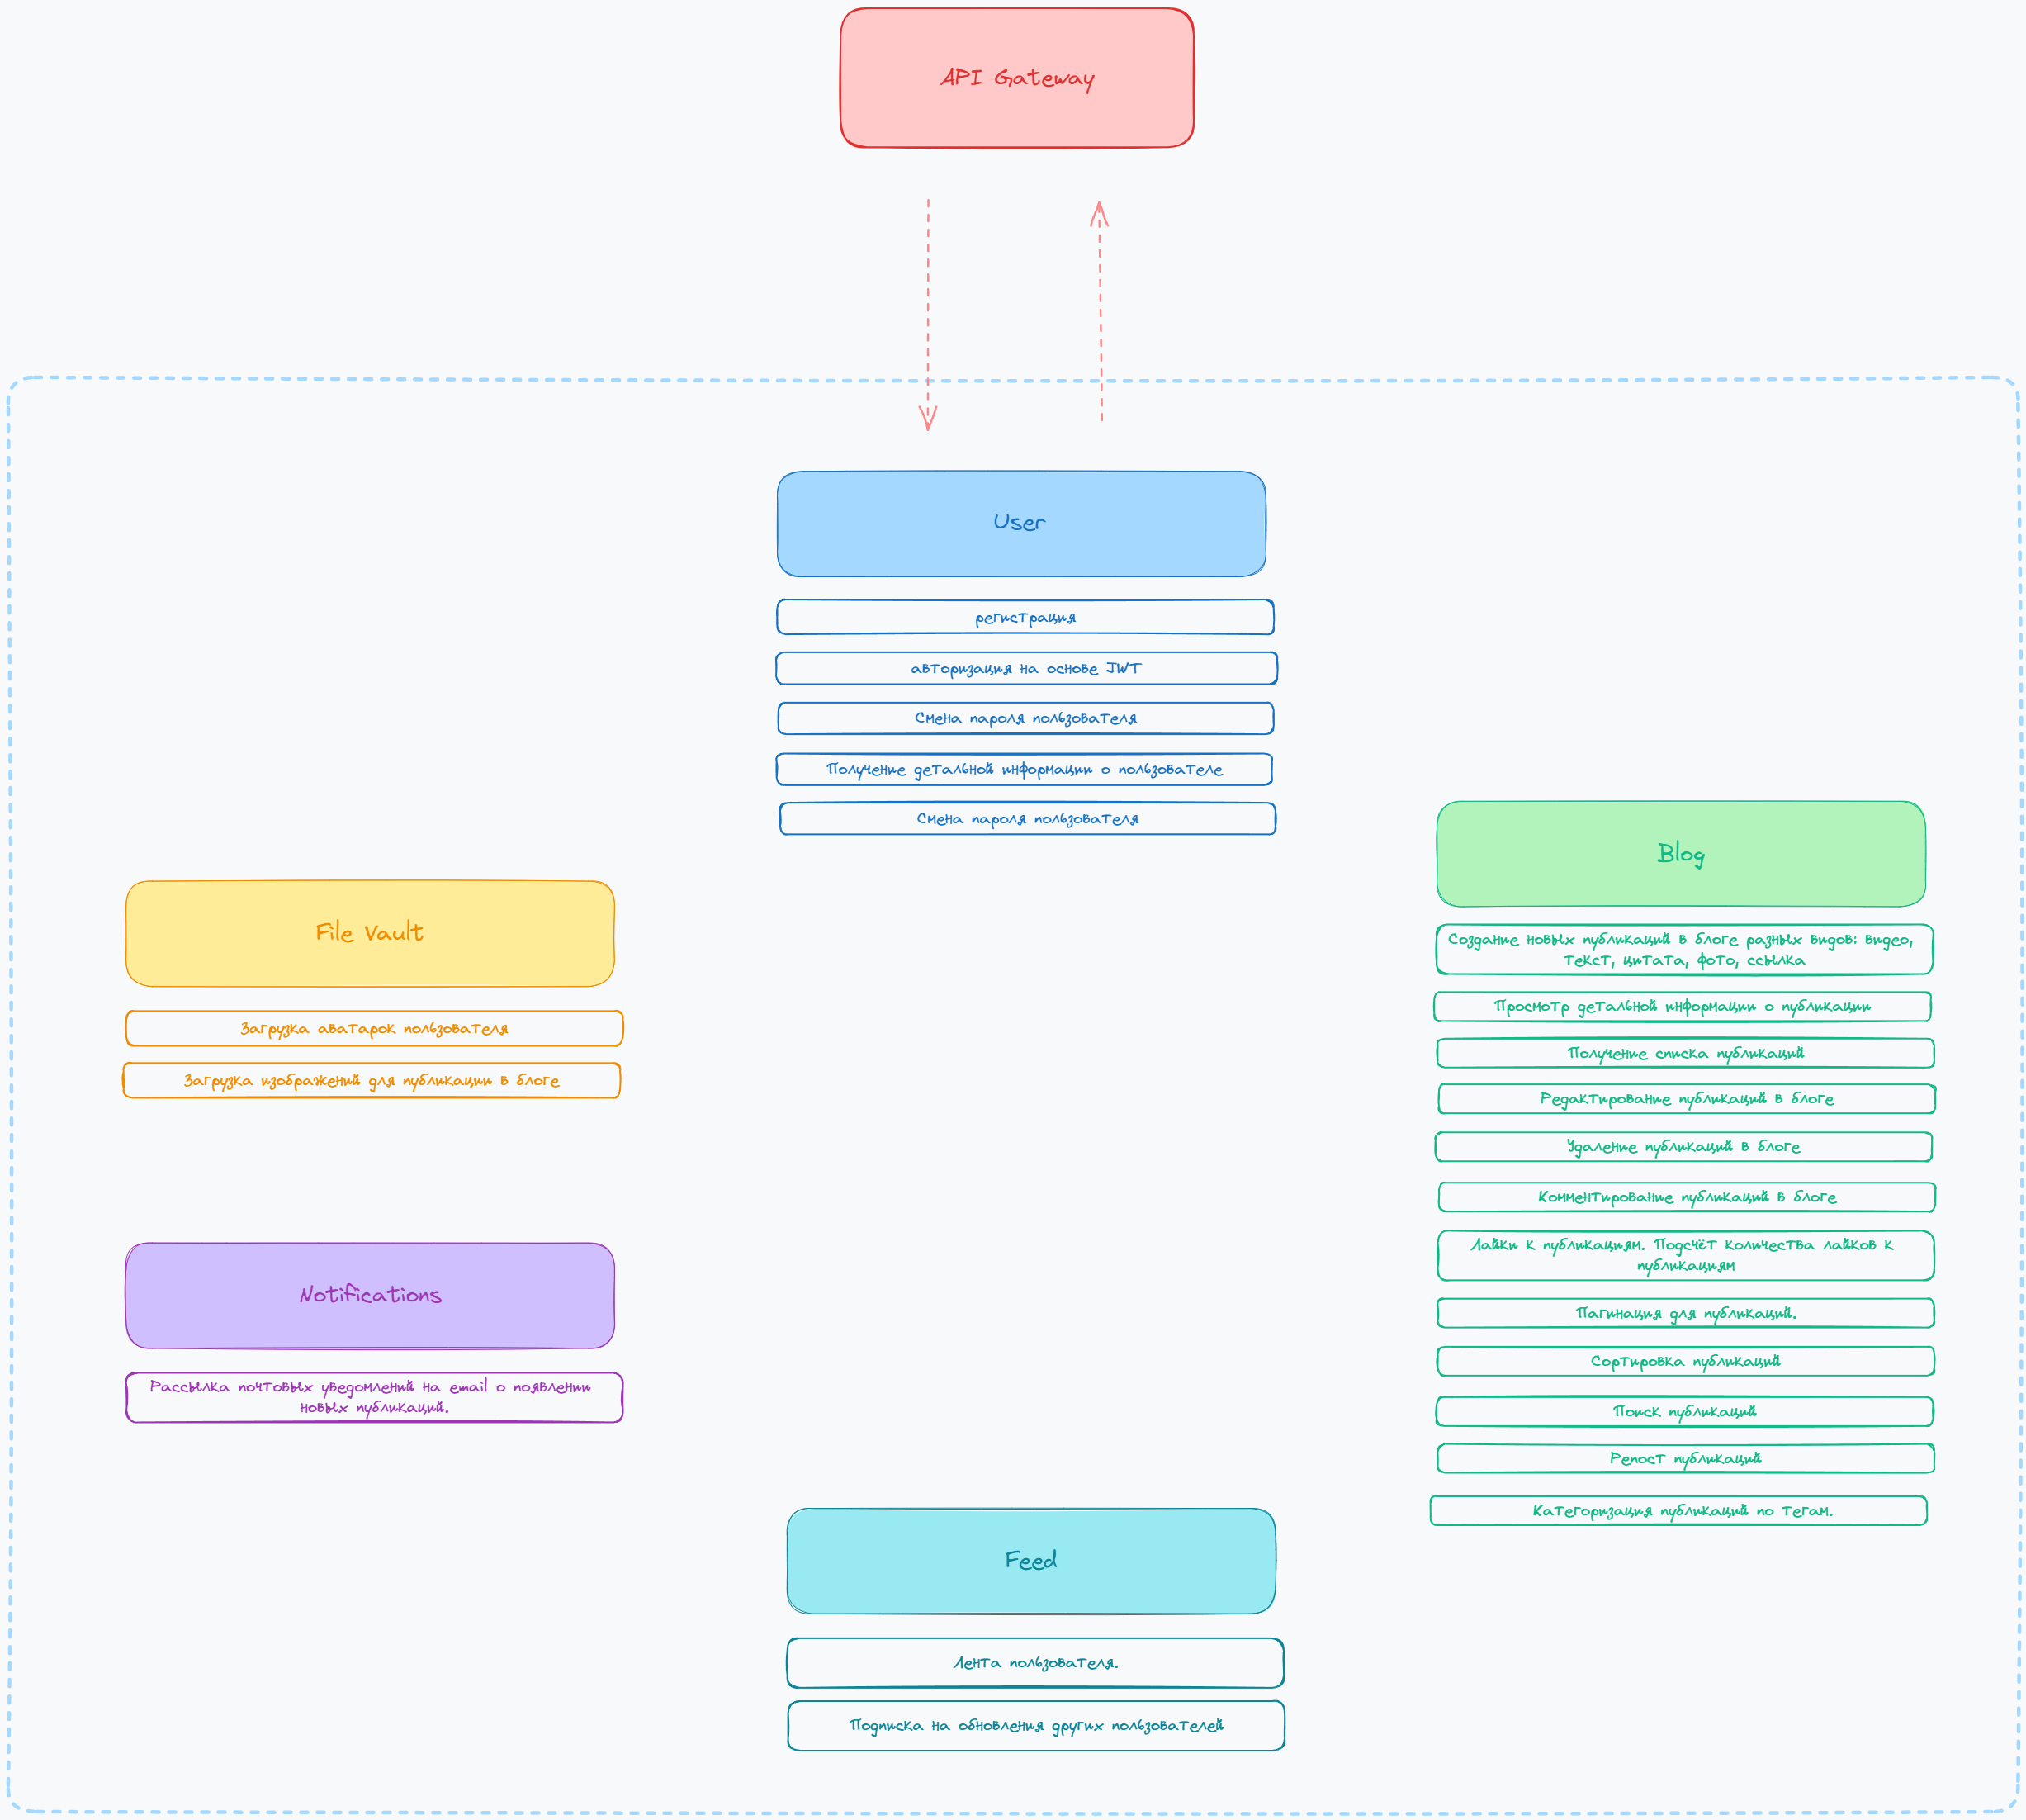 API Gateway
User
регистрация
авторизация на основе JWT
Смена пароля пользователя
Получение детальной информации о пользователе
Смена пароля пользователя
File Vault
Загрузка аватарок пользователя
Загрузка изображений для публикации в блоге
Notifications
Рассылка почтовых уведомлений на email о появлении
новых публикаций.
Blog
Создание новых публикаций в блоге разных видов: видео,
текст, цитата, фото, ссылка
Просмотр детальной информации о публикации
Получение списка публикаций
Редактирование публикаций в блоге
Удаление публикаций в блоге
Комментирование публикаций в блоге
Лайки к публикациям. Подсчёт количества лайков к
публикациям
Пагинация для публикаций.
Сортировка публикаций
Поиск публикаций
Репост публикаций
Категоризация публикаций по тегам.
Feed
Лента пользователя.
Подписка на обновления других пользователей